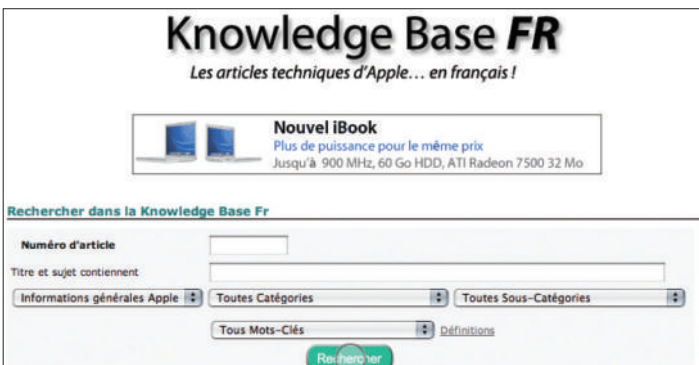 Knowledge Base FR
Les articles techniques d'Apple... en français !
Nouvel iBook
Plus de puissance pour le même prix
Jusqu'à 900 MHz, 60 Go HDD, ATI Radeon 7500 32 Mo
Rechercher dans la Knowledge Base Fr
Numéro d'article
Titre et sujet contiennent
Informations générales Apple Toutes Catégories Toutes Sous-Catégories
Tous Mots-Clés Définitions
Rechercher